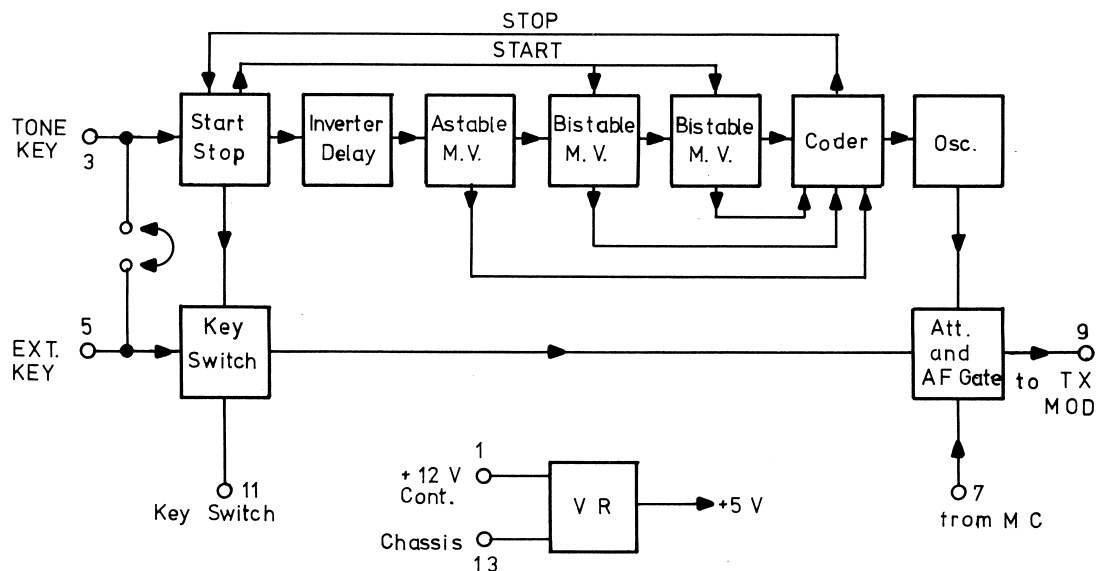 STOP
START
TONE
KEY
3
Start
Stop
Inverter
Delay
Astable
M.V.
Bistable
M.V.
Bistable
M.V.
Coder
Osc.
5
EXT.
KEY
Key
Switch
Att.
and
AF Gate
9
to TX
MOD
11
Key Switch
1
+12 V
Cont.
Chassis
13
V R
+5 V
7
from M C